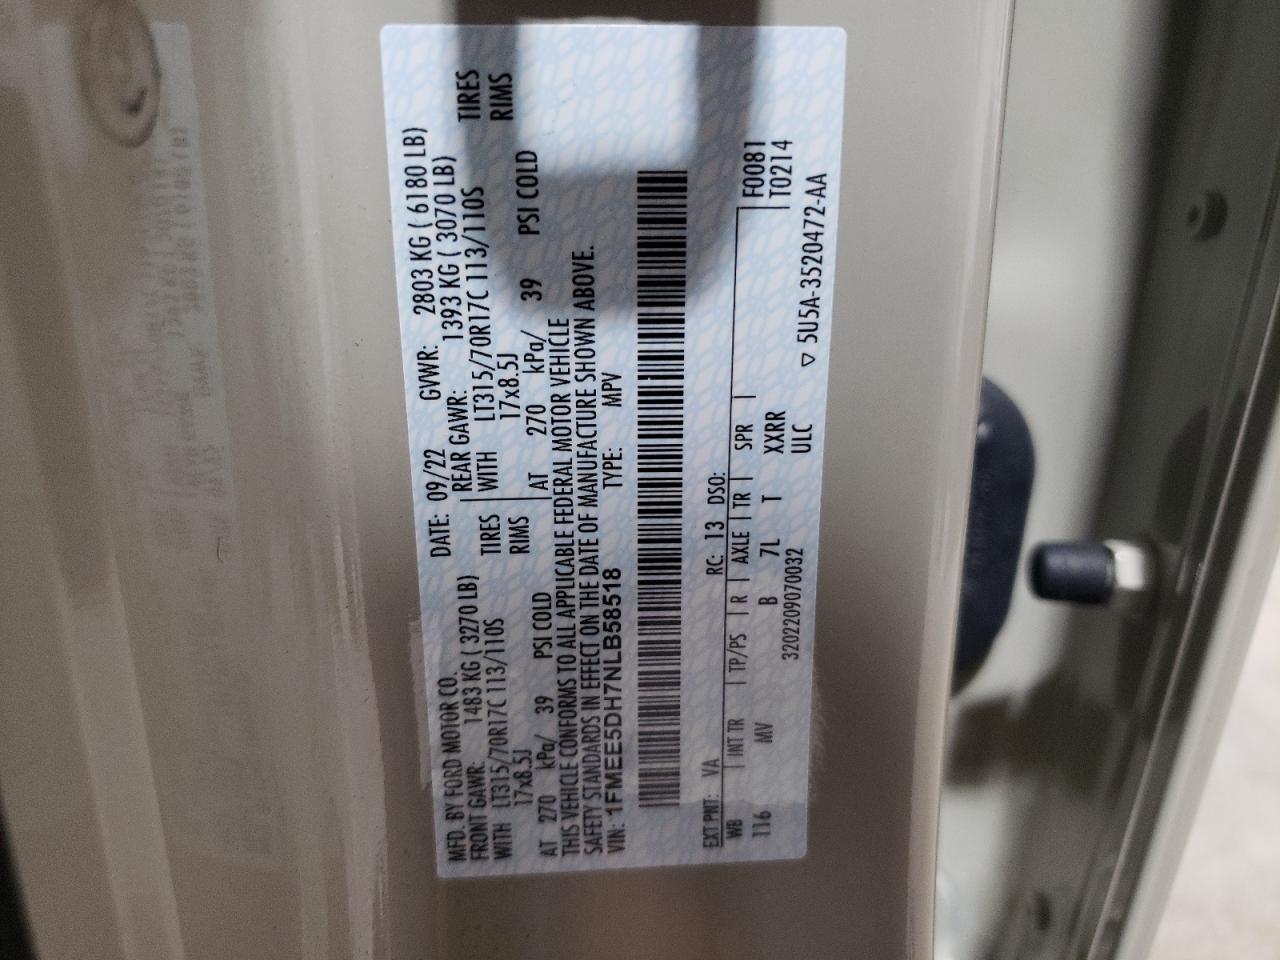 MFD. BY FORD MOTOR CO.
DATE: 09/22 GVWR: 2803 KG ( 6180 LB)
FRONT GAWR: 1483 KG ( 3270 LB) REAR GAWR: 1393 KG ( 3070 LB)
WITH LT315/70R17C 113/110S TIRES WITH LT315/70R17C 113/110S TIRES
17x8.5J RIMS 17x8.5J RIMS
AT 270 kPa/ 39 PSI COLD AT 270 kPa/ 39 PSI COLD
THIS VEHICLE CONFORMS TO ALL APPLICABLE FEDERAL MOTOR VEHICLE
SAFETY STANDARDS IN EFFECT ON THE DATE OF MANUFACTURE SHOWN ABOVE.
VIN: 1FMEE5DH7NLB58518 TYPE: MPV
EXT PNT: VA RC: 13 DSO:
WB INT TR TP/PS R AXLE TR SPR F0081
116 MV B 7L T XXRR T0214
3202209070032 ULC
▽ 5U5A-3520472-AA